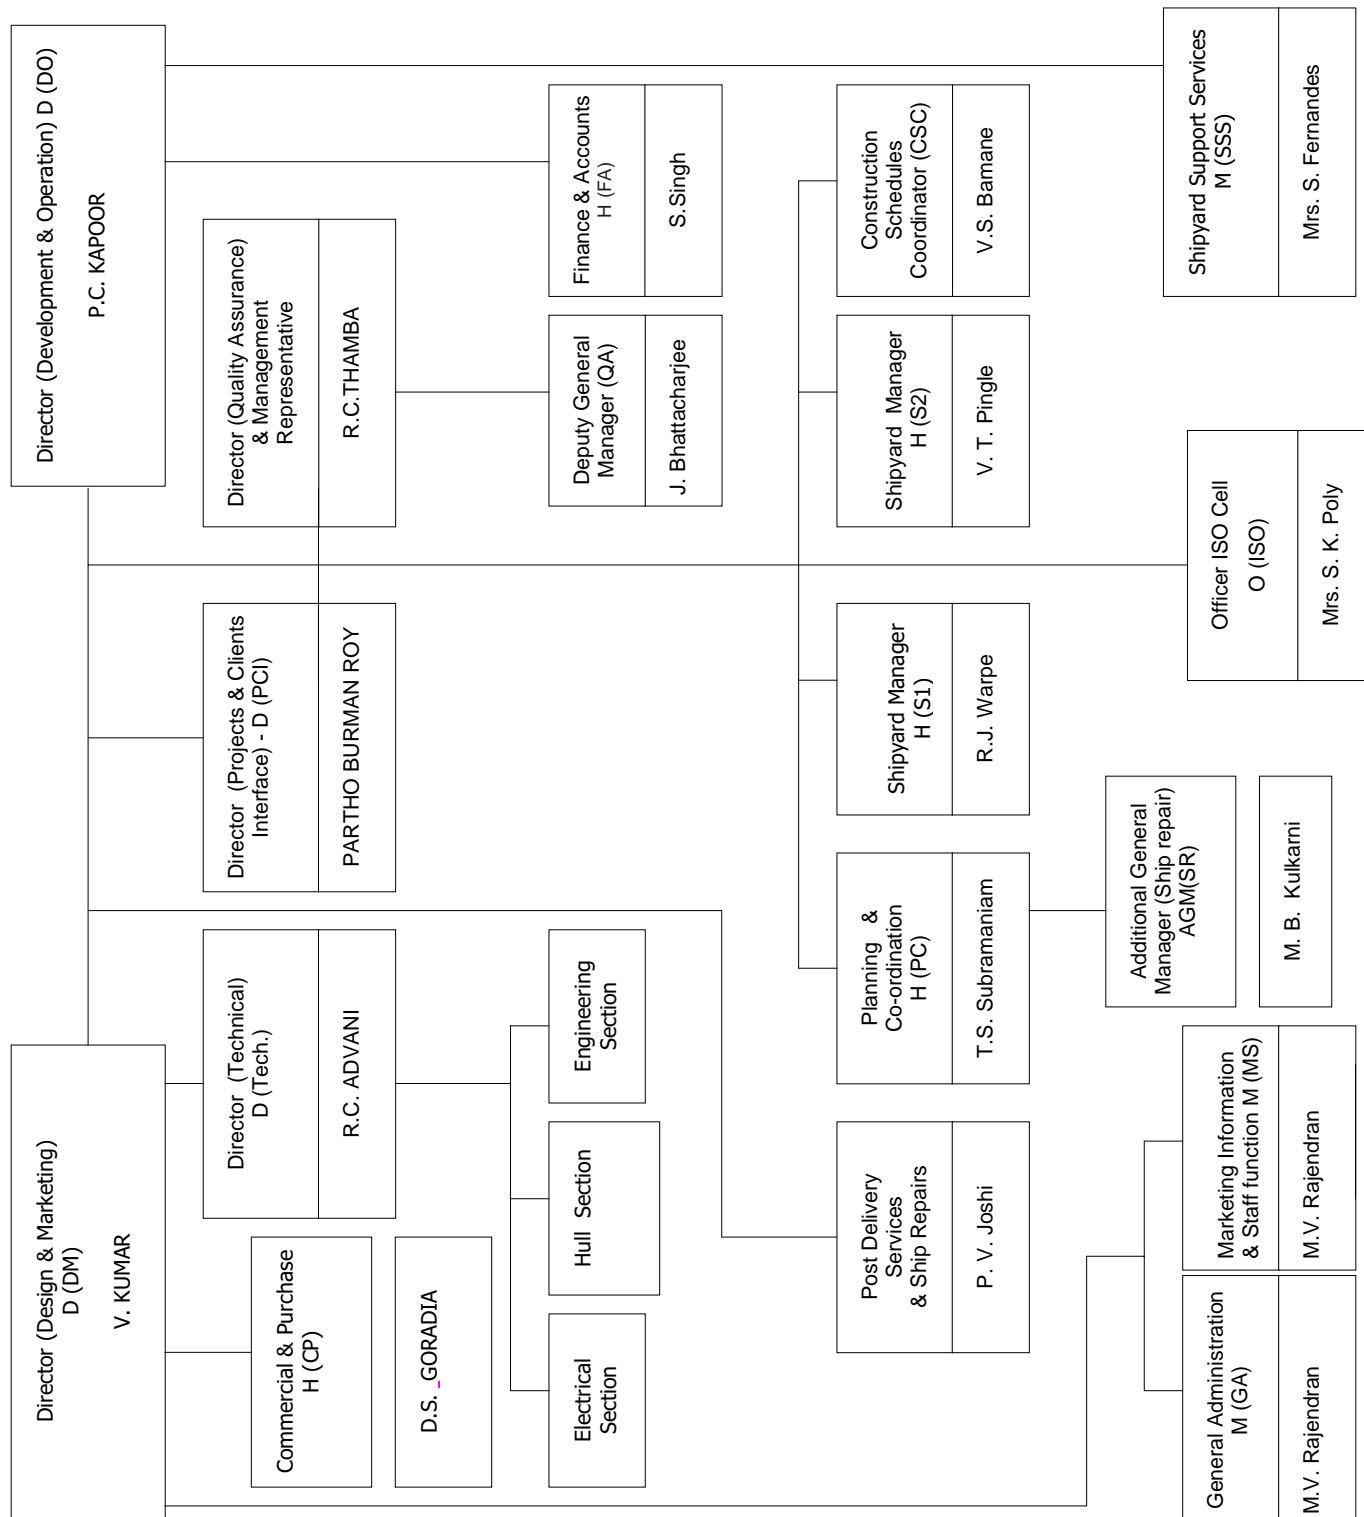 Director (Design & Marketing)
D (DM)
V. KUMAR
Director (Development & Operation) D (DO)
P.C. KAPOOR
Commercial & Purchase
H (CP)
D.S. _GORADIA
Director (Technical)
D (Tech.)
R.C. ADVANI
Director (Projects & Clients
Interface) - D (PCI)
PARTHO BURMAN ROY
Director (Quality Assurance)
& Management
Representative
R.C.THAMBA
Electrical
Section
Hull Section
Engineering
Section
Deputy General
Manager (QA)
J. Bhattacharjee
Finance & Accounts
H (FA)
S.Singh
Post Delivery
Services
& Ship Repairs
P. V. Joshi
Planning &
Co-ordination
H (PC)
T.S. Subramaniam
Shipyard Manager
H (S1)
R.J. Warpe
Shipyard Manager
H (S2)
V. T. Pingle
Construction
Schedules
Coordinator (CSC)
V.S. Bamane
General Administration
M (GA)
M.V. Rajendran
Marketing Information
& Staff function M (MS)
M.V. Rajendran
Additional General
Manager (Ship repair)
AGM(SR)
M. B. Kulkarni
Officer ISO Cell
O (ISO)
Mrs. S. K. Poly
Shipyard Support Services
M (SSS)
Mrs. S. Fernandes